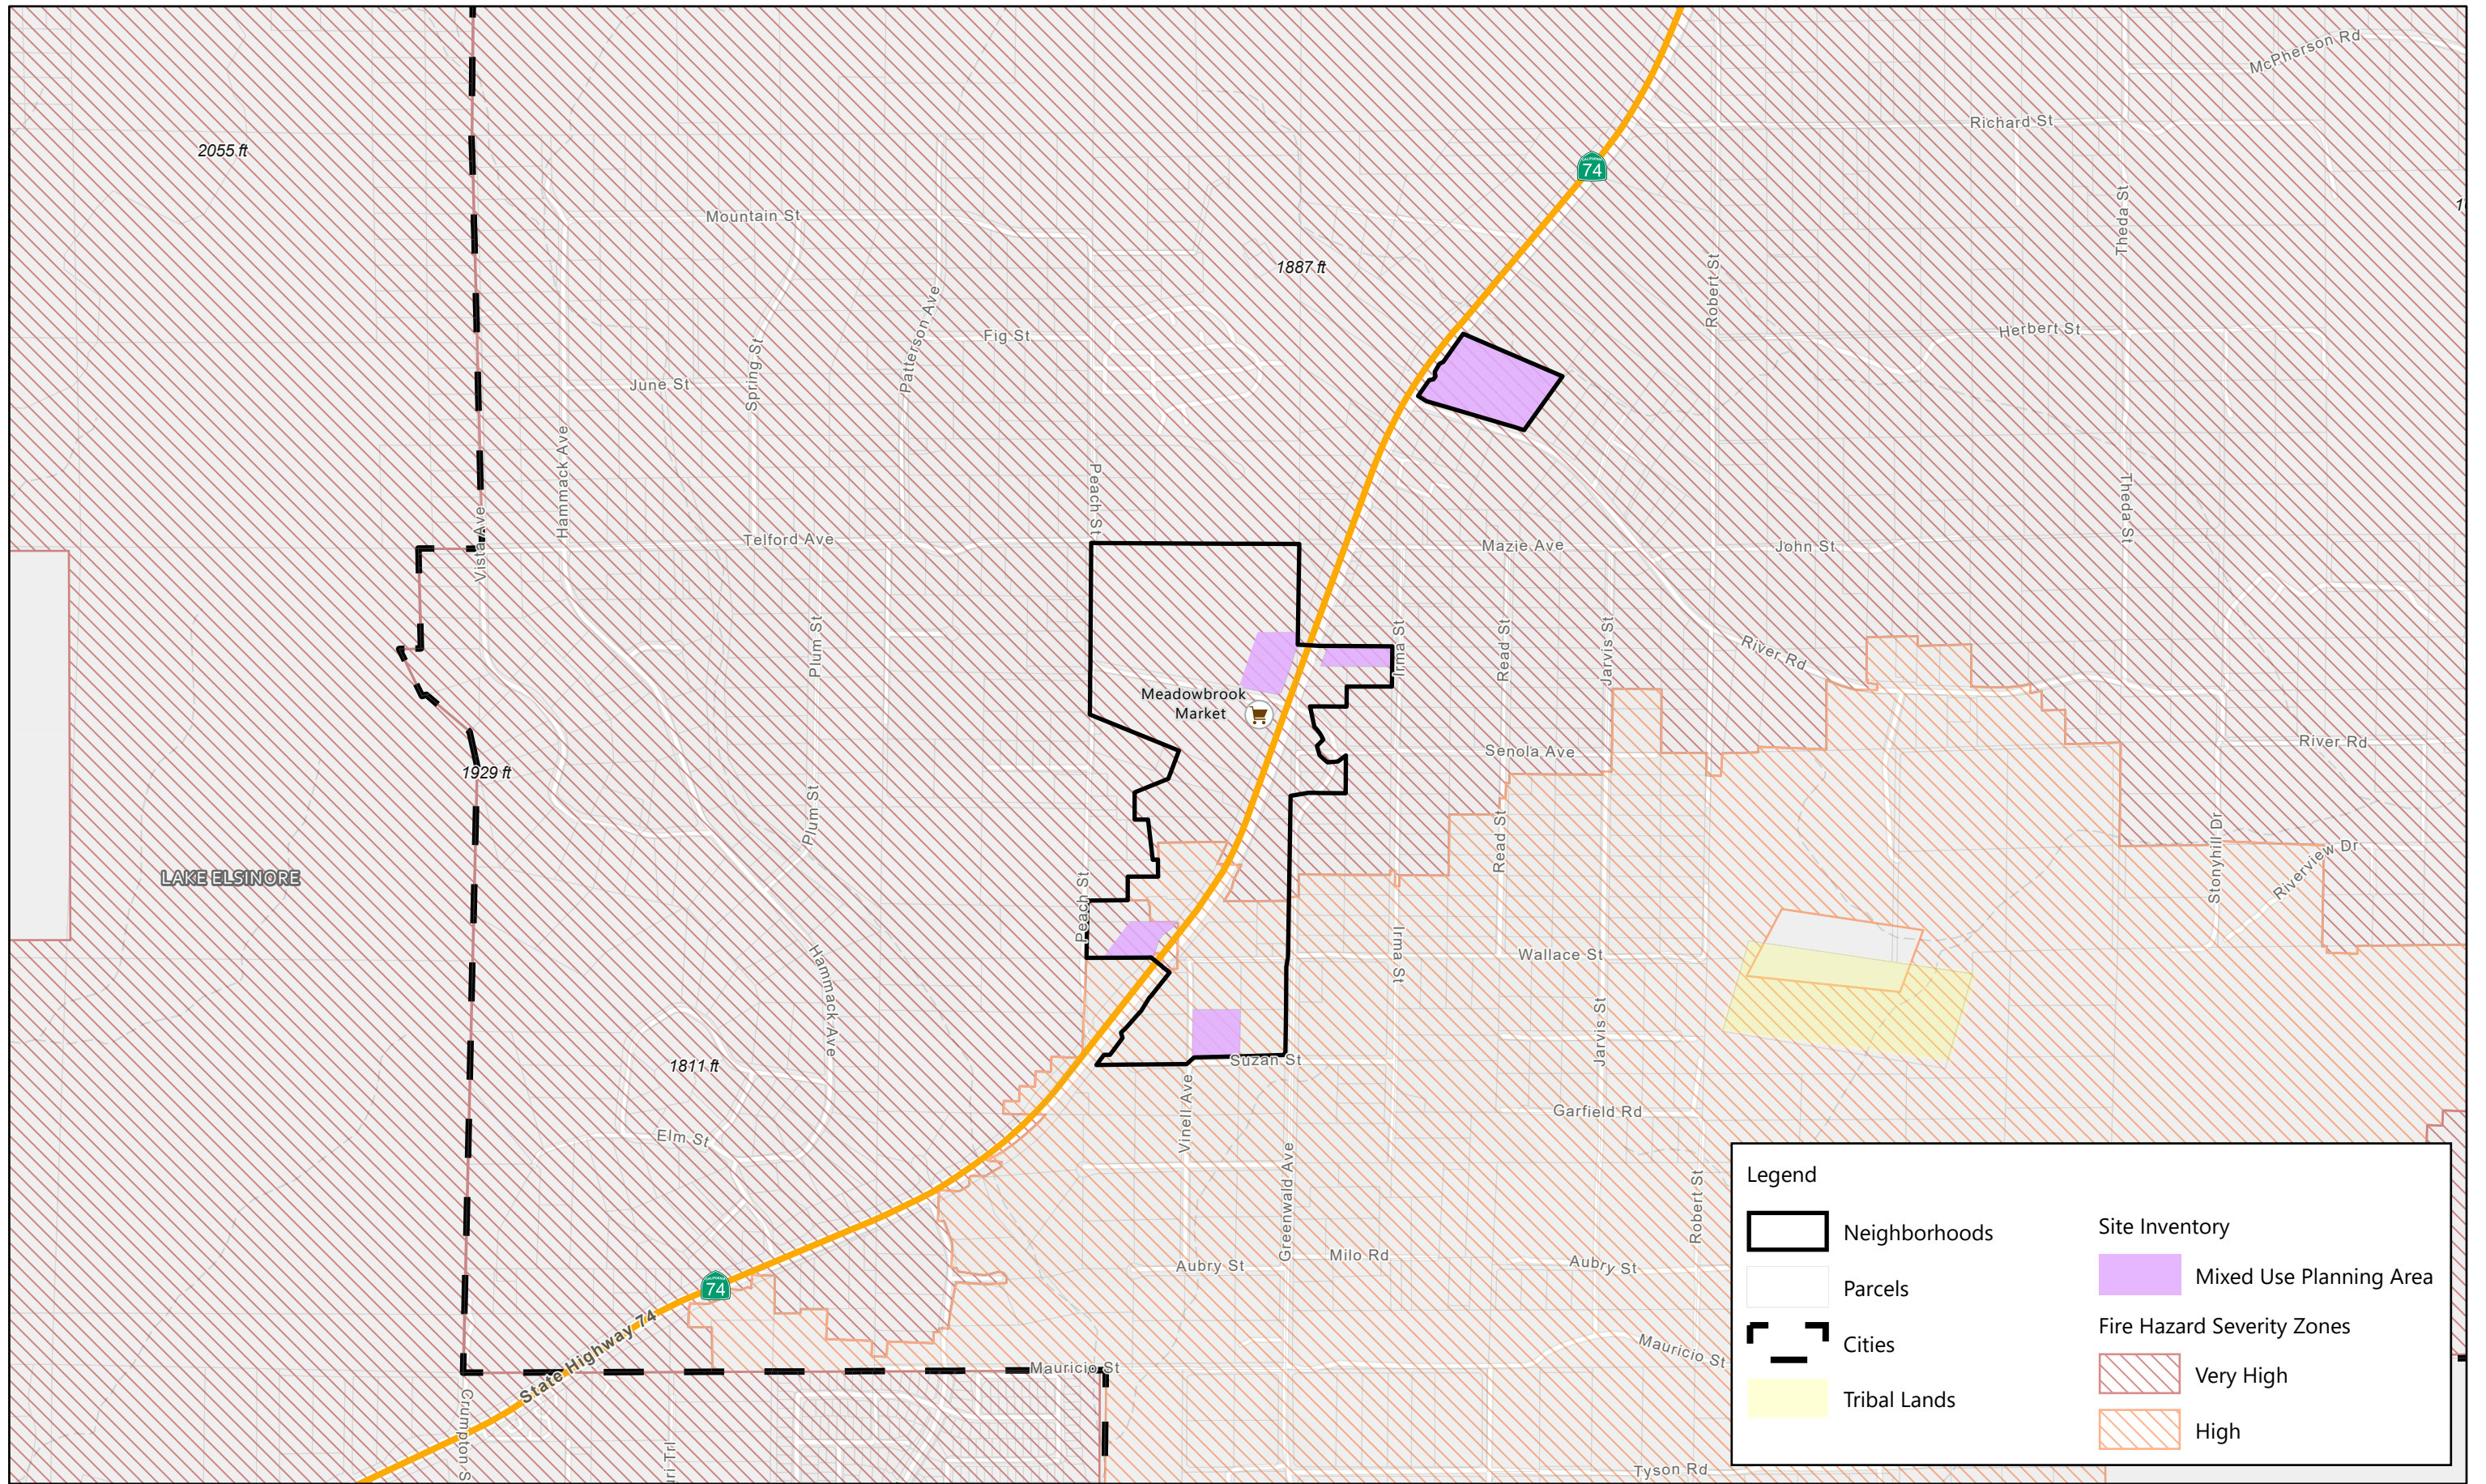 McPherson Rd
Richard St
2055 ft
CALIFORNIA
74
Theda St
Mountain St
1887 ft
Robert St
Herbert St
Fig St
Patterson Ave
Spring St
June St
Hammack Ave
Peach St
Theda St
Vista Ave
Telford Ave
Mazie Ave
John St
Plum St
Irma St
Read St
Jarvis St
River Rd
Meadowbrook
Market
Senola Ave
River Rd
1929 ft
Plum St
Read St
Stonyhill Dr
Riverview Dr
LAKE ELSINORE
Peach St
Hammack Ave
Irma St
Wallace St
Jarvis St
1811 ft
Suzan St
Vinell Ave
Garfield Rd
Elm St
Greenwald Ave
Robert St
Aubry St
Milo Rd
Aubry St
CALIFORNIA
74
State Highway 74
Mauricio St
Mauricio St
Crumpton S
ri Trl
Tyson Rd
Legend
Neighborhoods
Parcels
Cities
Tribal Lands
Site Inventory
Mixed Use Planning Area
Fire Hazard Severity Zones
Very High
High